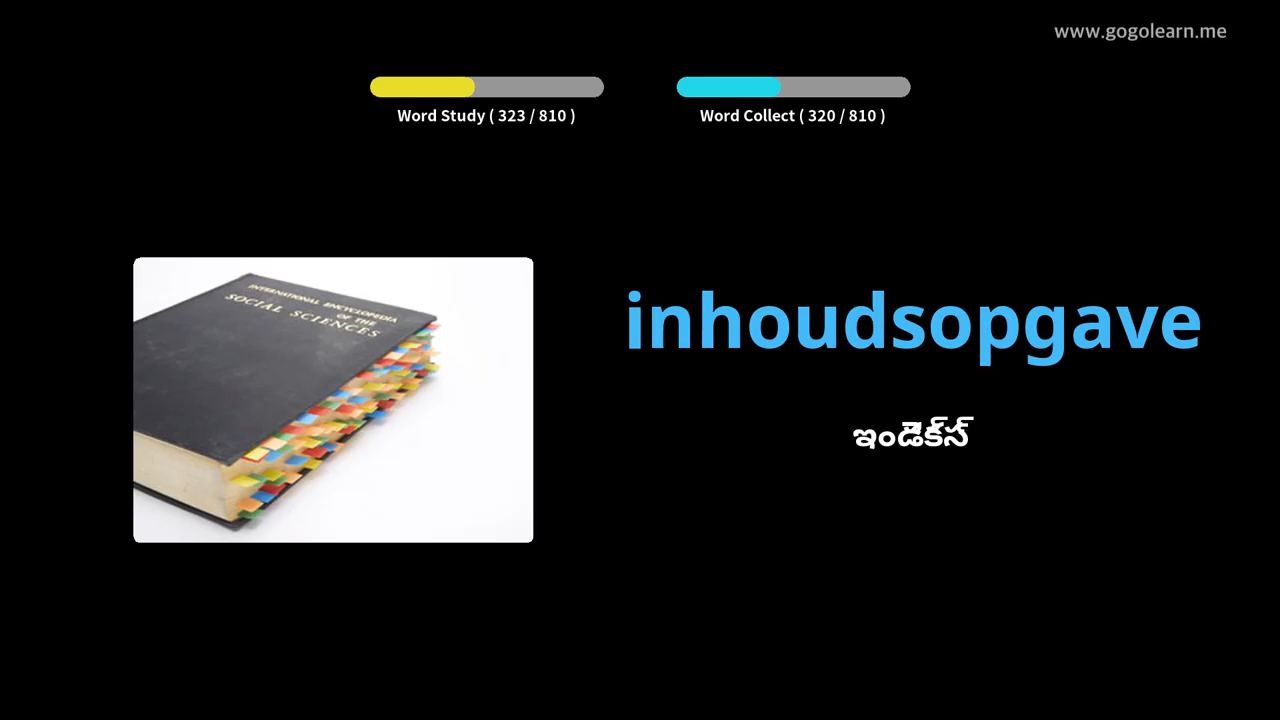 www.gogolearn.me
Word Study ( 323 / 810 )
Word Collect ( 320 / 810 )
INTERNATIONAL ENCYCLOPEDIA
OF THE
SOCIAL SCIENCES
inhoudsopgave
ఇండెక్స్